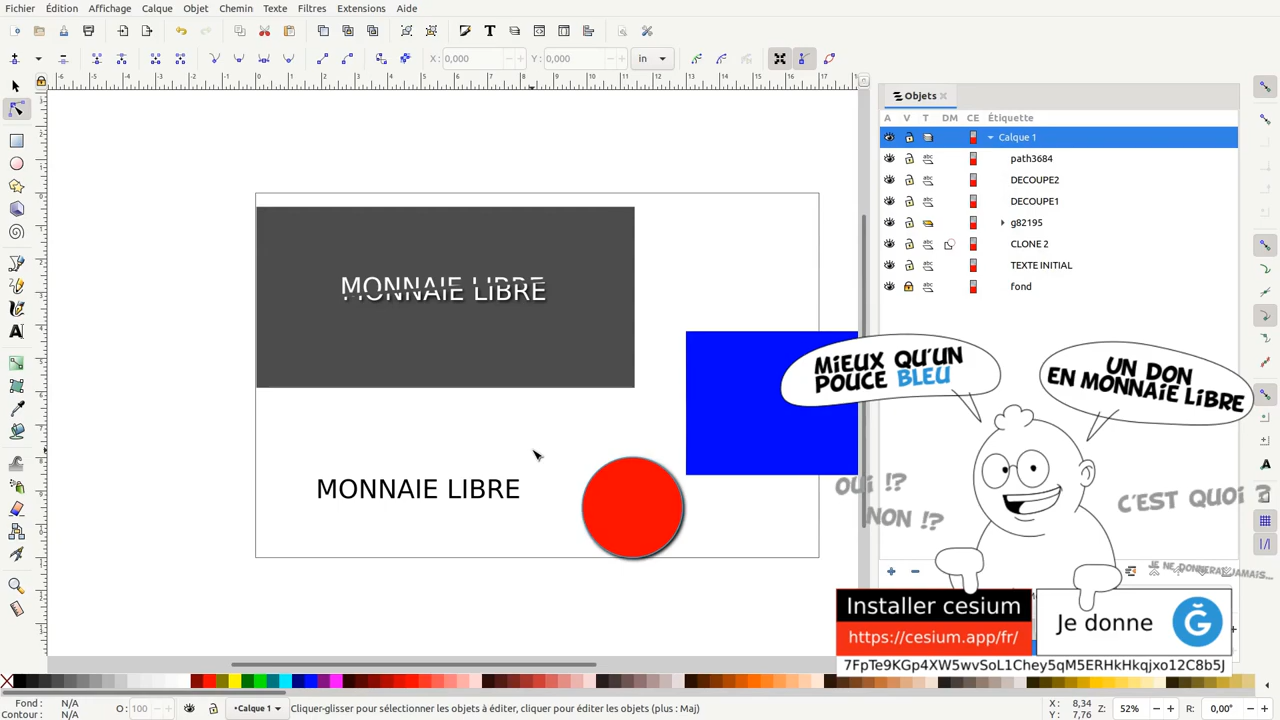 Fichier Édition Affichage Calque Objet Chemin Texte Filtres Extensions Aide
X : 0,000 Y : 0,000 in
Objets
A V T DM CE Étiquette
Calque 1
path3684
DECOUPE2
DECOUPE1
g82195
CLONE 2
TEXTE INITIAL
fond
MONNAIE LIBRE
MONNAIE LIBRE
MIEUX QU'UN
POUCE BLEU
UN DON
EN MONNAIE LIBRE
OUI !?
NON !?
C'EST QUOI ?
JE NE DONNERAI JAMAIS...
Installer cesium
https://cesium.app/fr/
Je donne
Ğ
7FpTe9KGp4XW5wvSoL1Chey5qM5ERHkHkqjxo12C8b5J
Fond : N/A
Contour : N/A
O : 100
•Calque 1
Cliquer-glisser pour sélectionner les objets à éditer, cliquer pour éditer les objets (plus : Maj)
X : 8,34
Y : 7,76
Z : 52%
R : 0,00°